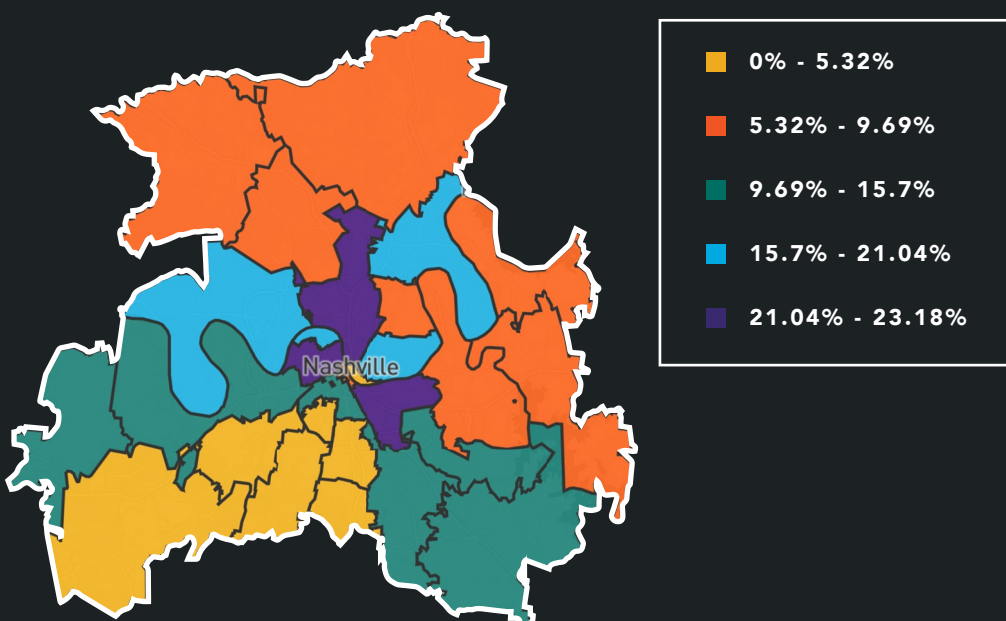 0% - 5.32%
5.32% - 9.69%
9.69% - 15.7%
15.7% - 21.04%
21.04% - 23.18%
Nashville